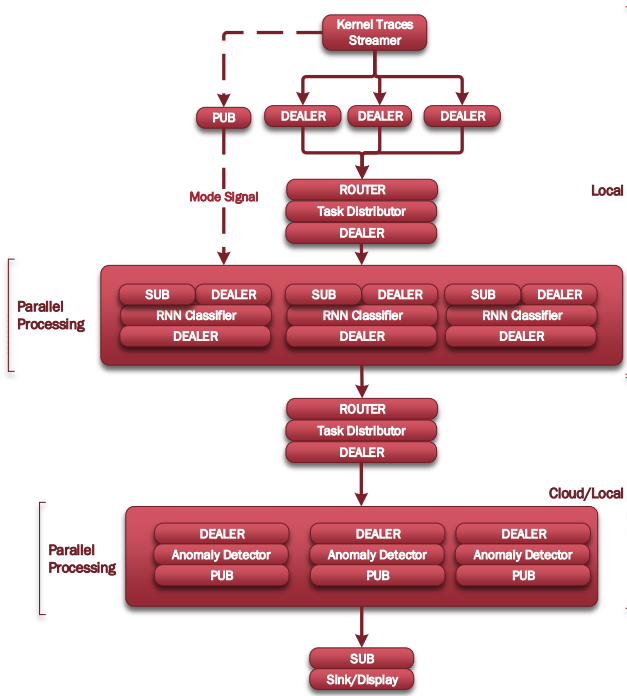 Kernel Traces
Streamer
PUB
DEALER
DEALER
DEALER
Mode Signal
ROUTER
Task Distributor
DEALER
Local
Parallel
Processing
SUB
DEALER
RNN Classifier
DEALER
SUB
DEALER
RNN Classifier
DEALER
SUB
DEALER
RNN Classifier
DEALER
ROUTER
Task Distributor
DEALER
Cloud/Local
Parallel
Processing
DEALER
Anomaly Detector
PUB
DEALER
Anomaly Detector
PUB
DEALER
Anomaly Detector
PUB
SUB
Sink/Display